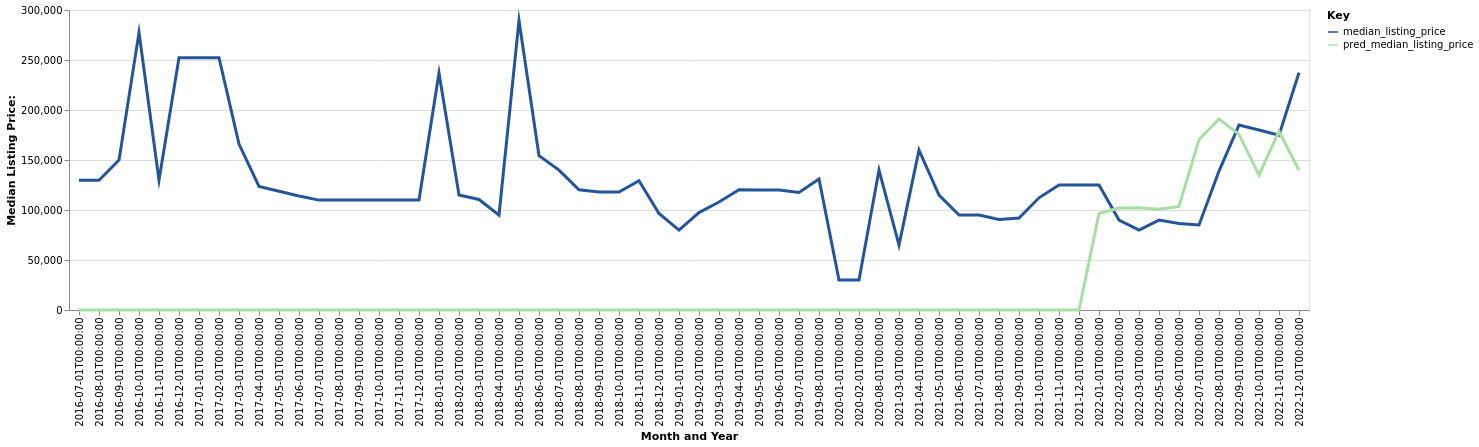 300,000
250,000
200,000
150,000
100,000
50,000
0
Median Listing Price:
2016-07-01T00:00:00
2016-08-01T00:00:00
2016-09-01T00:00:00
2016-10-01T00:00:00
2016-11-01T00:00:00
2016-12-01T00:00:00
2017-01-01T00:00:00
2017-02-01T00:00:00
2017-03-01T00:00:00
2017-04-01T00:00:00
2017-05-01T00:00:00
2017-06-01T00:00:00
2017-07-01T00:00:00
2017-08-01T00:00:00
2017-09-01T00:00:00
2017-10-01T00:00:00
2017-11-01T00:00:00
2017-12-01T00:00:00
2018-01-01T00:00:00
2018-02-01T00:00:00
2018-03-01T00:00:00
2018-04-01T00:00:00
2018-05-01T00:00:00
2018-06-01T00:00:00
2018-07-01T00:00:00
2018-08-01T00:00:00
2018-09-01T00:00:00
2018-10-01T00:00:00
2018-11-01T00:00:00
2018-12-01T00:00:00
2019-01-01T00:00:00
2019-02-01T00:00:00
2019-03-01T00:00:00
2019-04-01T00:00:00
2019-05-01T00:00:00
2019-06-01T00:00:00
2019-07-01T00:00:00
2019-08-01T00:00:00
2020-01-01T00:00:00
2020-02-01T00:00:00
2020-08-01T00:00:00
2021-03-01T00:00:00
2021-04-01T00:00:00
2021-05-01T00:00:00
2021-06-01T00:00:00
2021-07-01T00:00:00
2021-08-01T00:00:00
2021-09-01T00:00:00
2021-10-01T00:00:00
2021-11-01T00:00:00
2021-12-01T00:00:00
2022-01-01T00:00:00
2022-02-01T00:00:00
2022-03-01T00:00:00
2022-05-01T00:00:00
2022-06-01T00:00:00
2022-07-01T00:00:00
2022-08-01T00:00:00
2022-09-01T00:00:00
2022-10-01T00:00:00
2022-11-01T00:00:00
2022-12-01T00:00:00
Month and Year
Key
median_listing_price
pred_median_listing_price